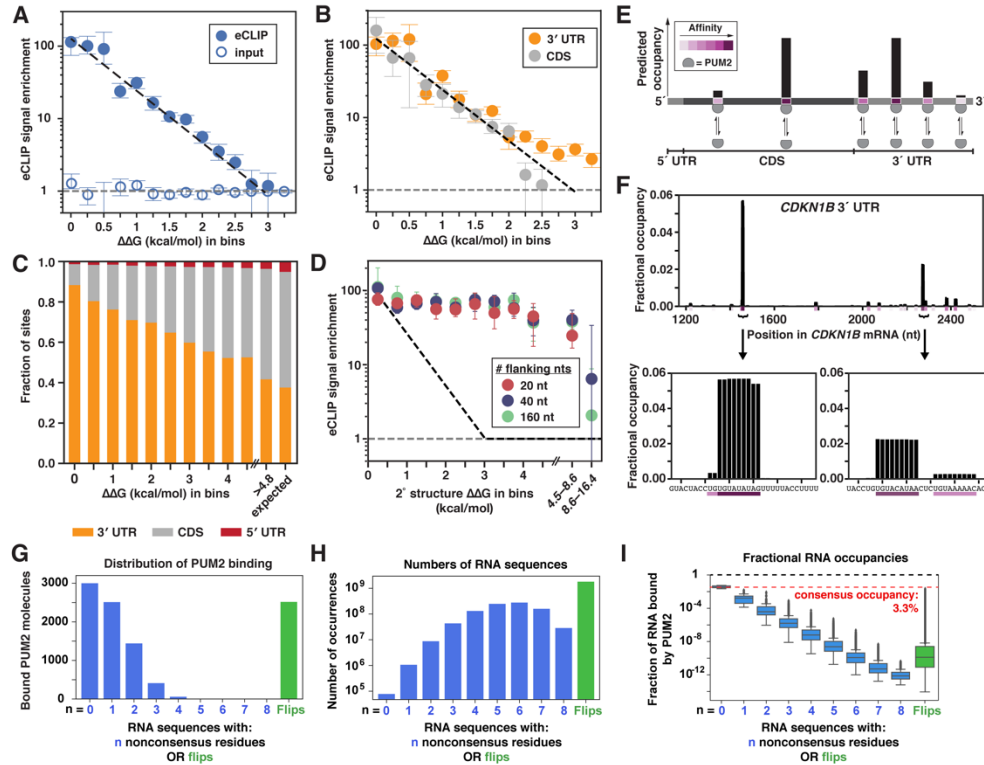 A
eCLIP signal enrichment
100
10
1
eCLIP
input
0 0.5 1 1.5 2 2.5 3
ΔΔG (kcal/mol) in bins
B
eCLIP signal enrichment
100
10
1
3′ UTR
CDS
0 0.5 1 1.5 2 2.5 3
ΔΔG (kcal/mol) in bins
E
Affinity
= PUM2
Predicted
occupancy
5′
3′
5′ UTR
CDS
3′ UTR
C
Fraction of sites
1.0
0.8
0.6
0.4
0.2
0.0
0 1 2 3 4 >4.8 expected
ΔΔG (kcal/mol) in bins
3′ UTR CDS 5′ UTR
D
eCLIP signal enrichment
100
10
1
# flanking nts
20 nt
40 nt
160 nt
0 1 2 3 4 4.5–8.6 8.6–16.4
2° structure ΔΔG in bins
(kcal/mol)
F
CDKN1B 3′ UTR
Fractional occupancy
0.06
0.04
0.02
0.00
1200 1600 2000 2400
Position in CDKN1B mRNA (nt)
Fractional occupancy
0.06
0.04
0.02
0.00
0.06
0.04
0.02
0.00
G
Distribution of PUM2 binding
Bound PUM2 molecules
3000
2000
1000
0
n = 0 1 2 3 4 5 6 7 8 Flips
RNA sequences with:
n nonconsensus residues
OR flips
H
Numbers of RNA sequences
Number of occurrences
10⁹
10⁸
10⁷
10⁶
10⁵
n = 0 1 2 3 4 5 6 7 8 Flips
RNA sequences with:
n nonconsensus residues
OR flips
I
Fractional RNA occupancies
Fraction of RNA bound
by PUM2
1
10⁻⁴
10⁻⁸
10⁻¹²
consensus occupancy:
3.3%
n = 0 1 2 3 4 5 6 7 8 Flips
RNA sequences with:
n nonconsensus residues
OR flips